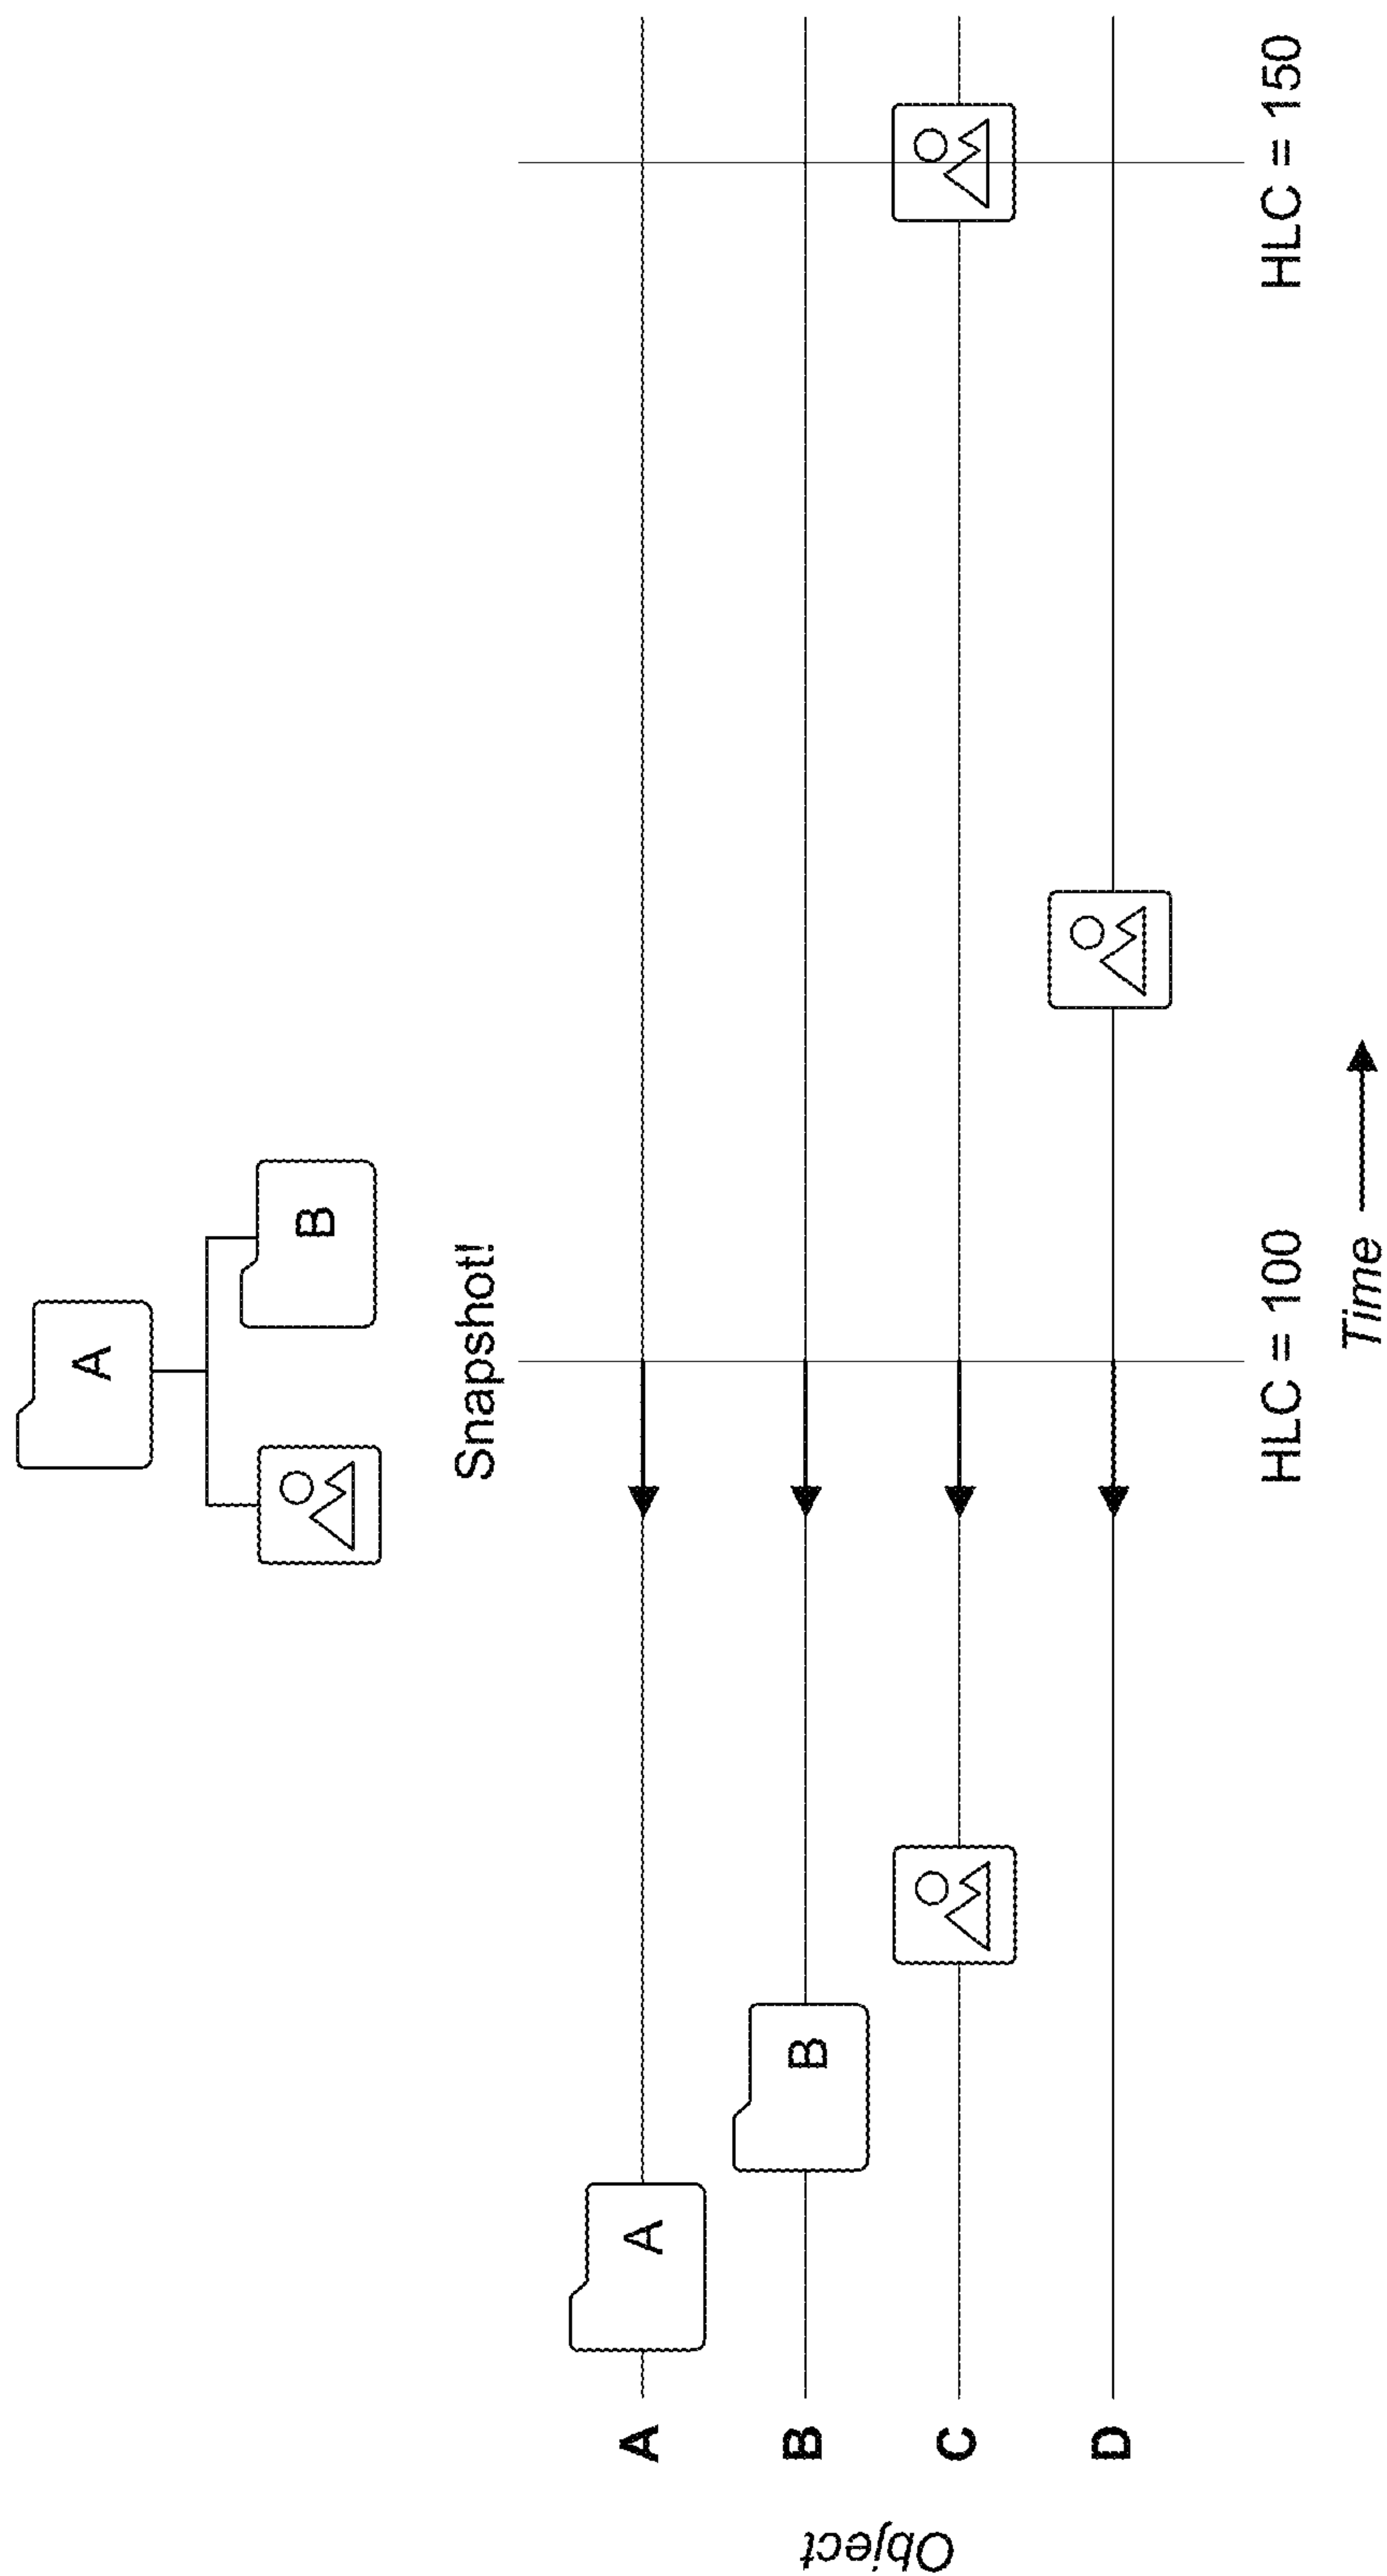 A
B
Snapshot!
Object
A
A
B
B
C
D
HLC = 100
HLC = 150
Time